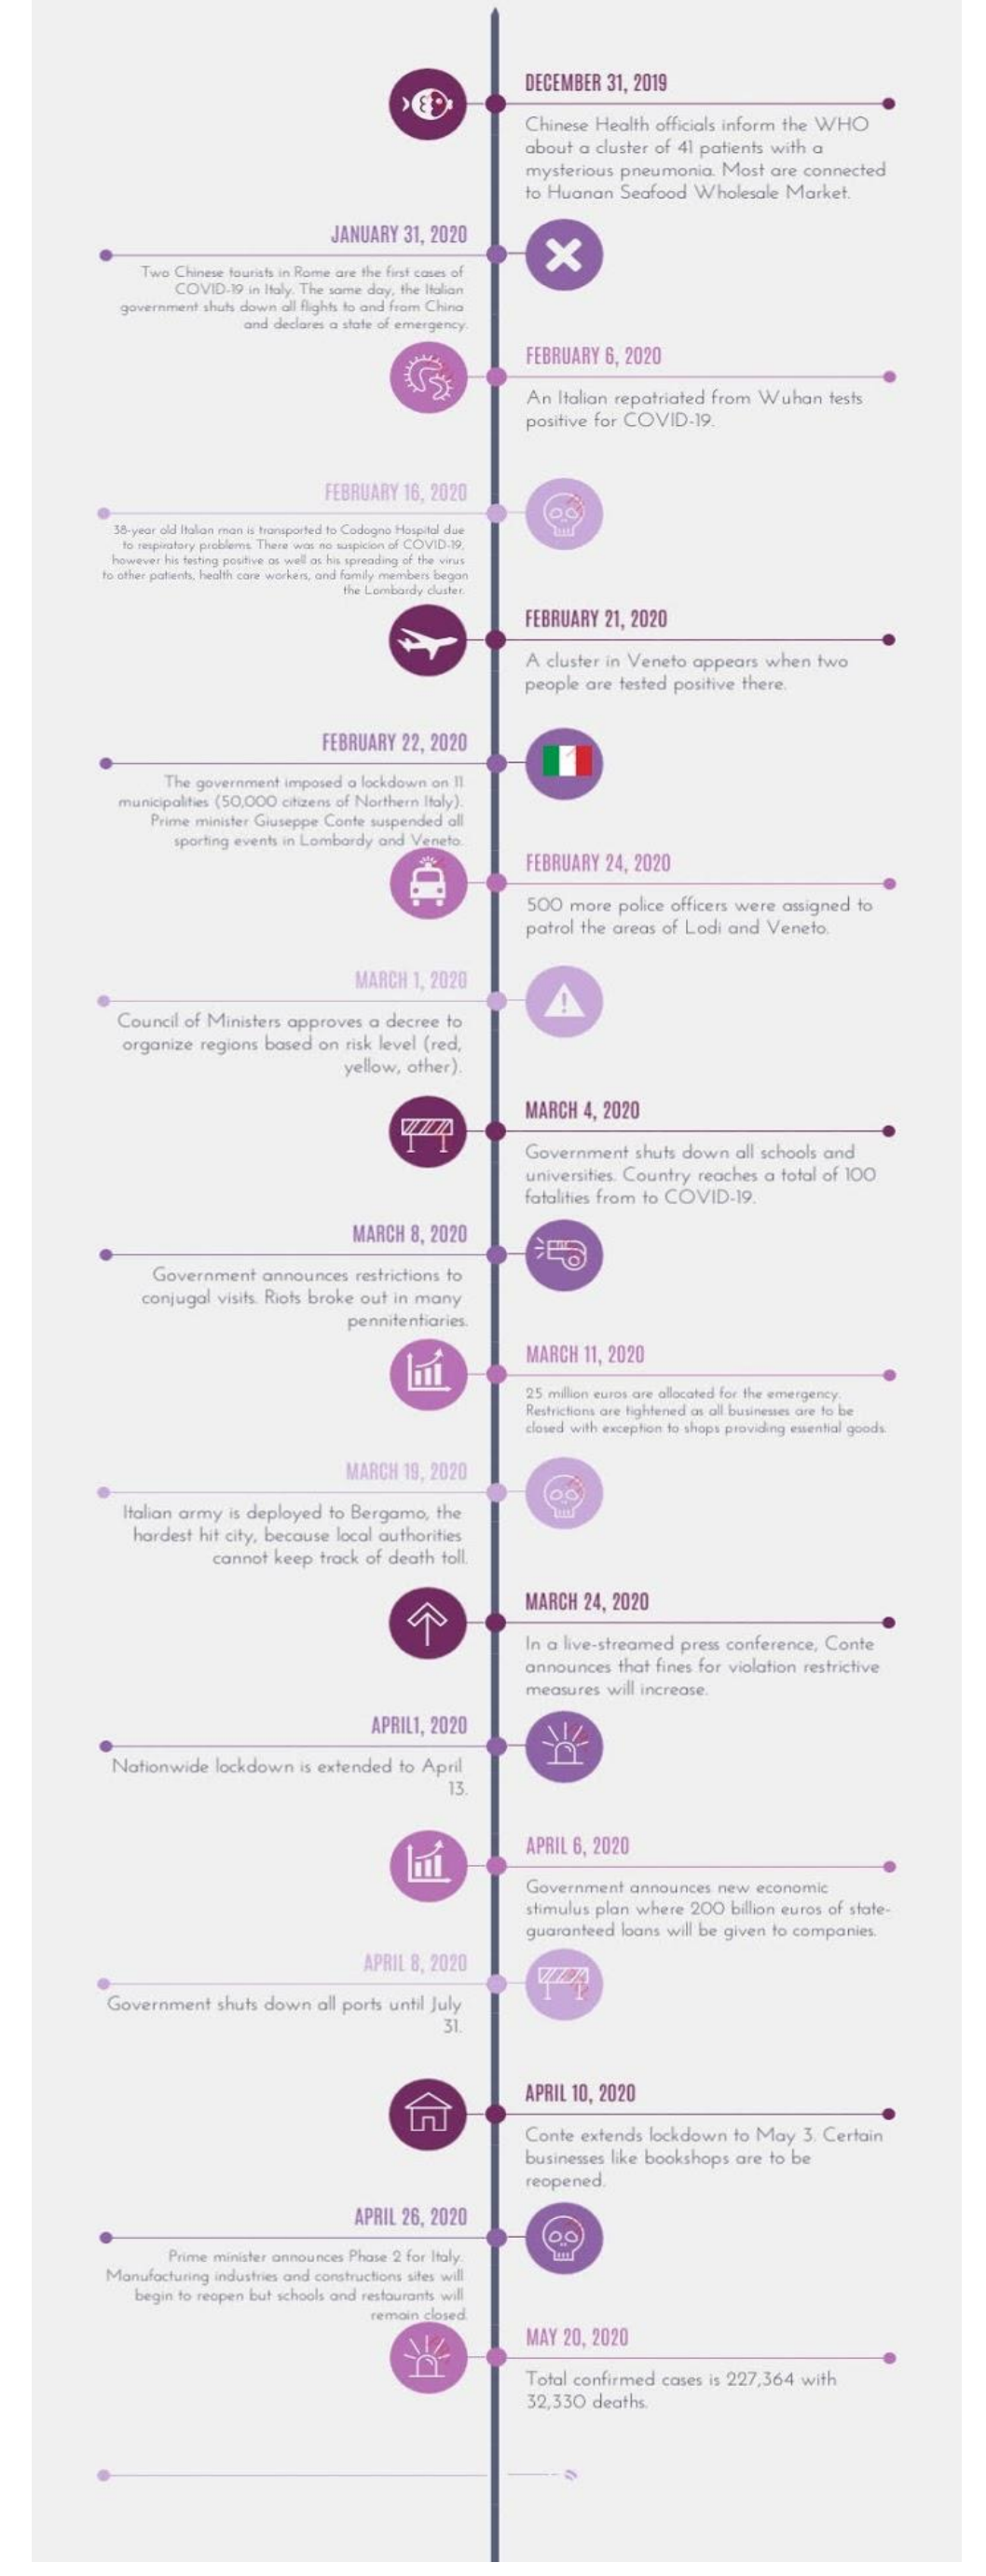 DECEMBER 31, 2019
Chinese Health officials inform the WHO
about a cluster of 41 patients with a
mysterious pneumonia. Most are connected
to Huanan Seafood Wholesale Market.
JANUARY 31, 2020
Two Chinese tourists in Rome are the first cases of
COVID-19 in Italy. The same day, the Italian
government shuts down all flights to and from China
and declares a state of emergency.
FEBRUARY 6, 2020
An Italian repatriated from Wuhan tests
positive for COVID-19.
FEBRUARY 16, 2020
38-year old Italian man is transported to Codogno Hospital due
to respiratory problems. There was no suspicion of COVID-19,
however his testing positive as well as his spreading of the virus
to other patients, health care workers, and family members began
the Lombardy cluster.
FEBRUARY 21, 2020
A cluster in Veneto appears when two
people are tested positive there.
FEBRUARY 22, 2020
The government imposed a lockdown on 11
municipalities (50,000 citizens of Northern Italy).
Prime minister Giuseppe Conte suspended all
sporting events in Lombardy and Veneto.
FEBRUARY 24, 2020
500 more police officers were assigned to
patrol the areas of Lodi and Veneto.
MARCH 1, 2020
Council of Ministers approves a decree to
organize regions based on risk level (red,
yellow, other).
MARCH 4, 2020
Government shuts down all schools and
universities. Country reaches a total of 100
fatalities from to COVID-19.
MARCH 8, 2020
Government announces restrictions to
conjugal visits. Riots broke out in many
pennitentiaries.
MARCH 11, 2020
25 million euros are allocated for the emergency.
Restrictions are tightened as all businesses are to be
closed with exception to shops providing essential goods.
MARCH 19, 2020
Italian army is deployed to Bergamo, the
hardest hit city, because local authorities
cannot keep track of death toll.
MARCH 24, 2020
In a live-streamed press conference, Conte
announces that fines for violation restrictive
measures will increase.
APRIL1, 2020
Nationwide lockdown is extended to April
13.
APRIL 6, 2020
Government announces new economic
stimulus plan where 200 billion euros of state-
guaranteed loans will be given to companies.
APRIL 8, 2020
Government shuts down all ports until July
31.
APRIL 10, 2020
Conte extends lockdown to May 3. Certain
businesses like bookshops are to be
reopened.
APRIL 26, 2020
Prime minister announces Phase 2 for Italy.
Manufacturing industries and constructions sites will
begin to reopen but schools and restaurants will
remain closed.
MAY 20, 2020
Total confirmed cases is 227,364 with
32,330 deaths.